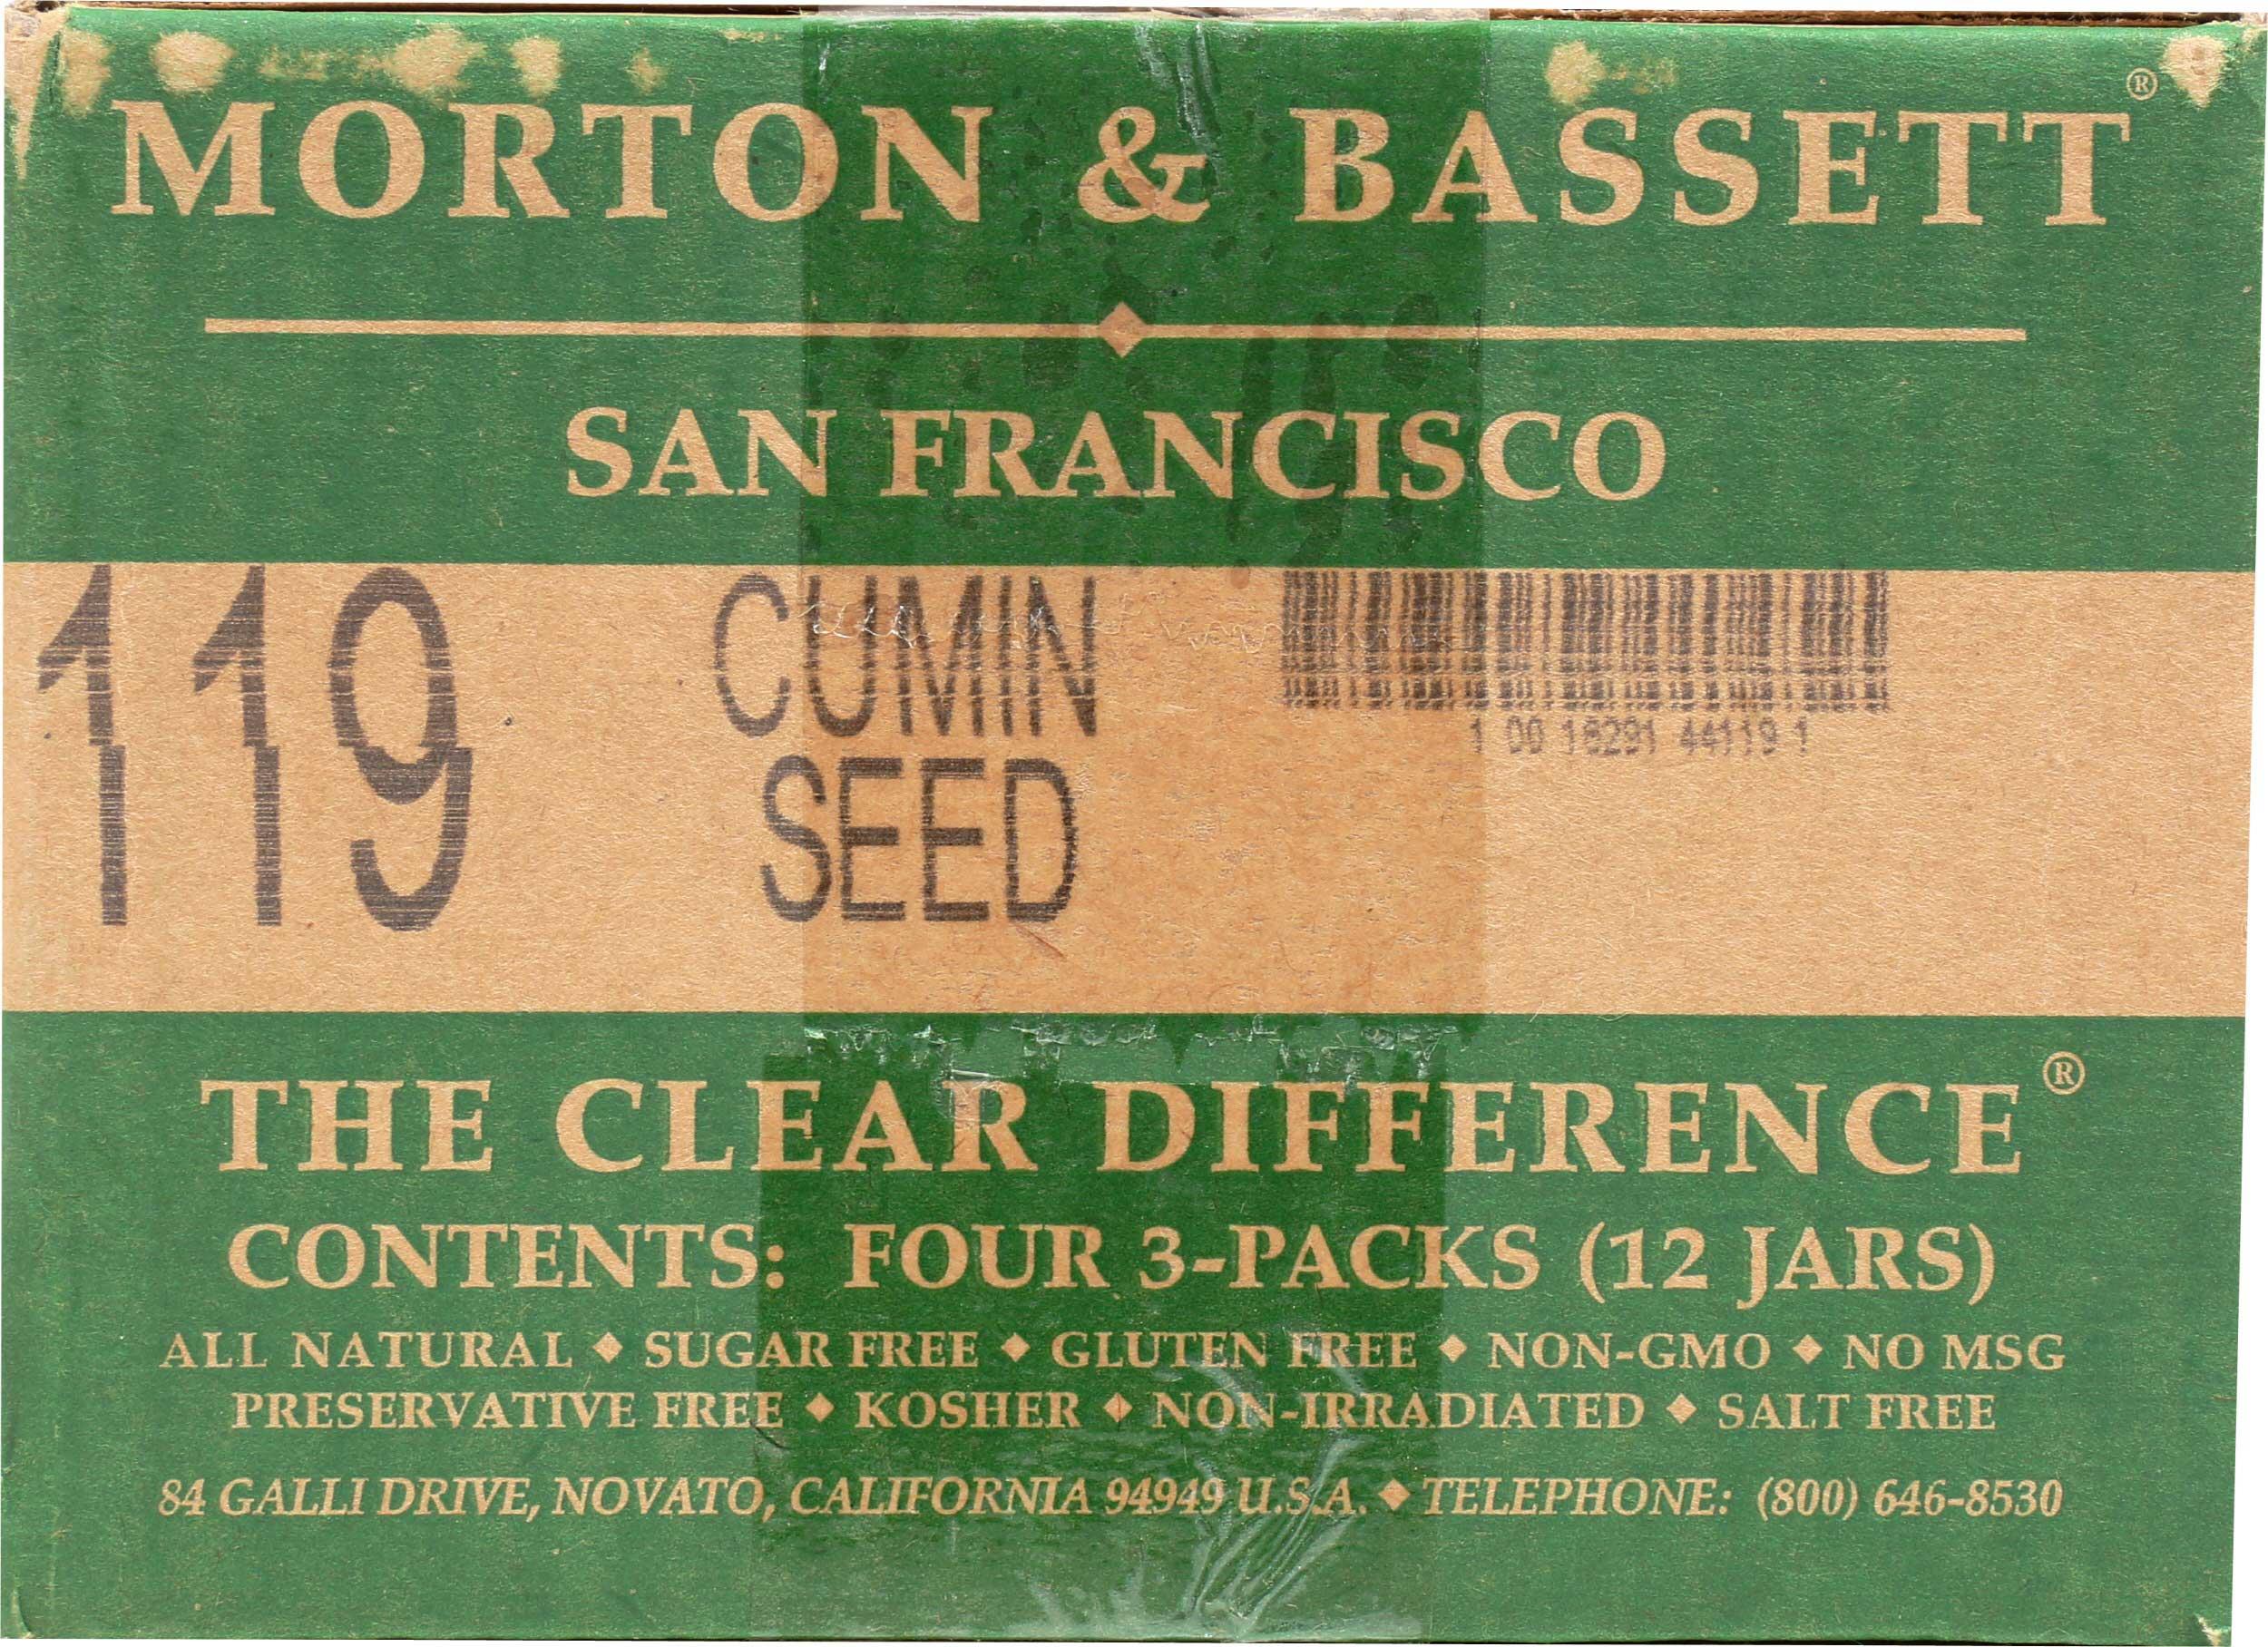 MORTON & BASSETT®
SAN FRANCISCO
119 CUMIN SEED
1 00 18291 44119 1
THE CLEAR DIFFERENCE®
CONTENTS: FOUR 3-PACKS (12 JARS)
ALL NATURAL ◆ SUGAR FREE ◆ GLUTEN FREE ◆ NON-GMO ◆ NO MSG
PRESERVATIVE FREE ◆ KOSHER ◆ NON-IRRADIATED ◆ SALT FREE
84 GALLI DRIVE, NOVATO, CALIFORNIA 94949 U.S.A. ◆ TELEPHONE: (800) 646-8530